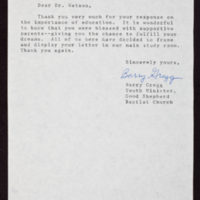 Dear Dr. Watson,
Thank you very much for your response on
the importance of education. It is wonderful
to know that you were blessed with supportive
parents--giving you the chance to fulfill your
dreams. All of us here have decided to frame
and display your letter in our main study room.
Thank you again.
Sincerely yours,
Barry Gregg
Barry Gregg
Youth Minister,
Good Shepherd
Baptist Church